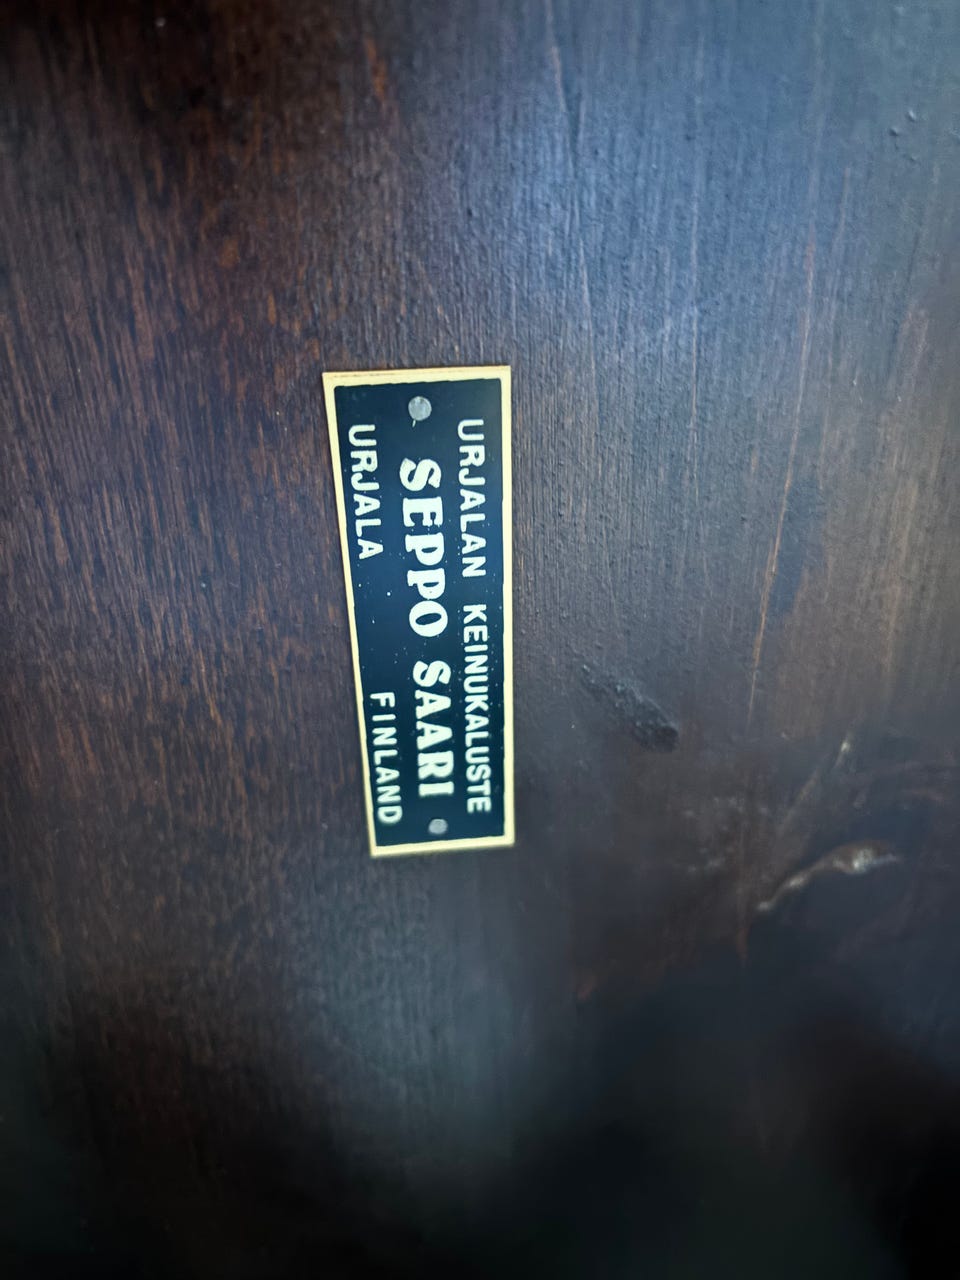 URJALAN KEINUKALUSTE
SEPPO SAARI
URJALA FINLAND